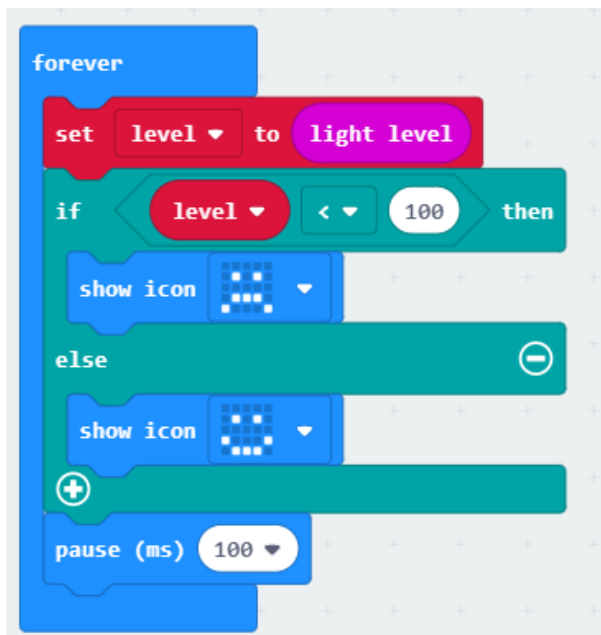 forever
set level to light level
if level < 100 then
show icon
else
show icon
pause (ms) 100